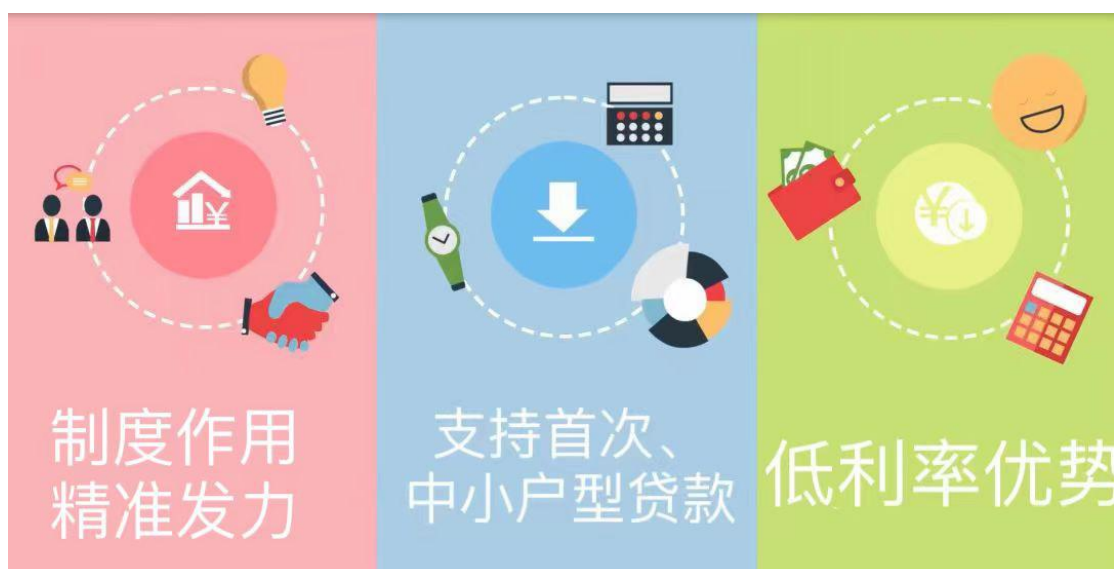 制度作用
精准发力
支持首次、
中小户型贷款
低利率优势